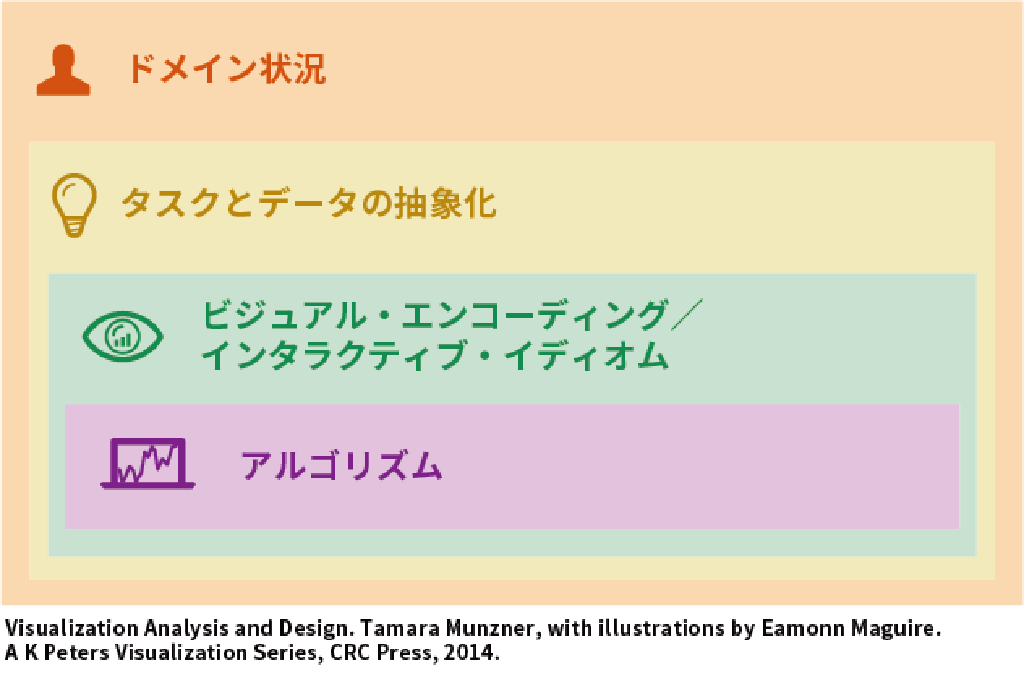 ドメイン状況
タスクとデータの抽象化
ビジュアル・エンコーディング／
インタラクティブ・イディオム
アルゴリズム
Visualization Analysis and Design. Tamara Munzner, with illustrations by Eamonn Maguire.
A K Peters Visualization Series, CRC Press, 2014.